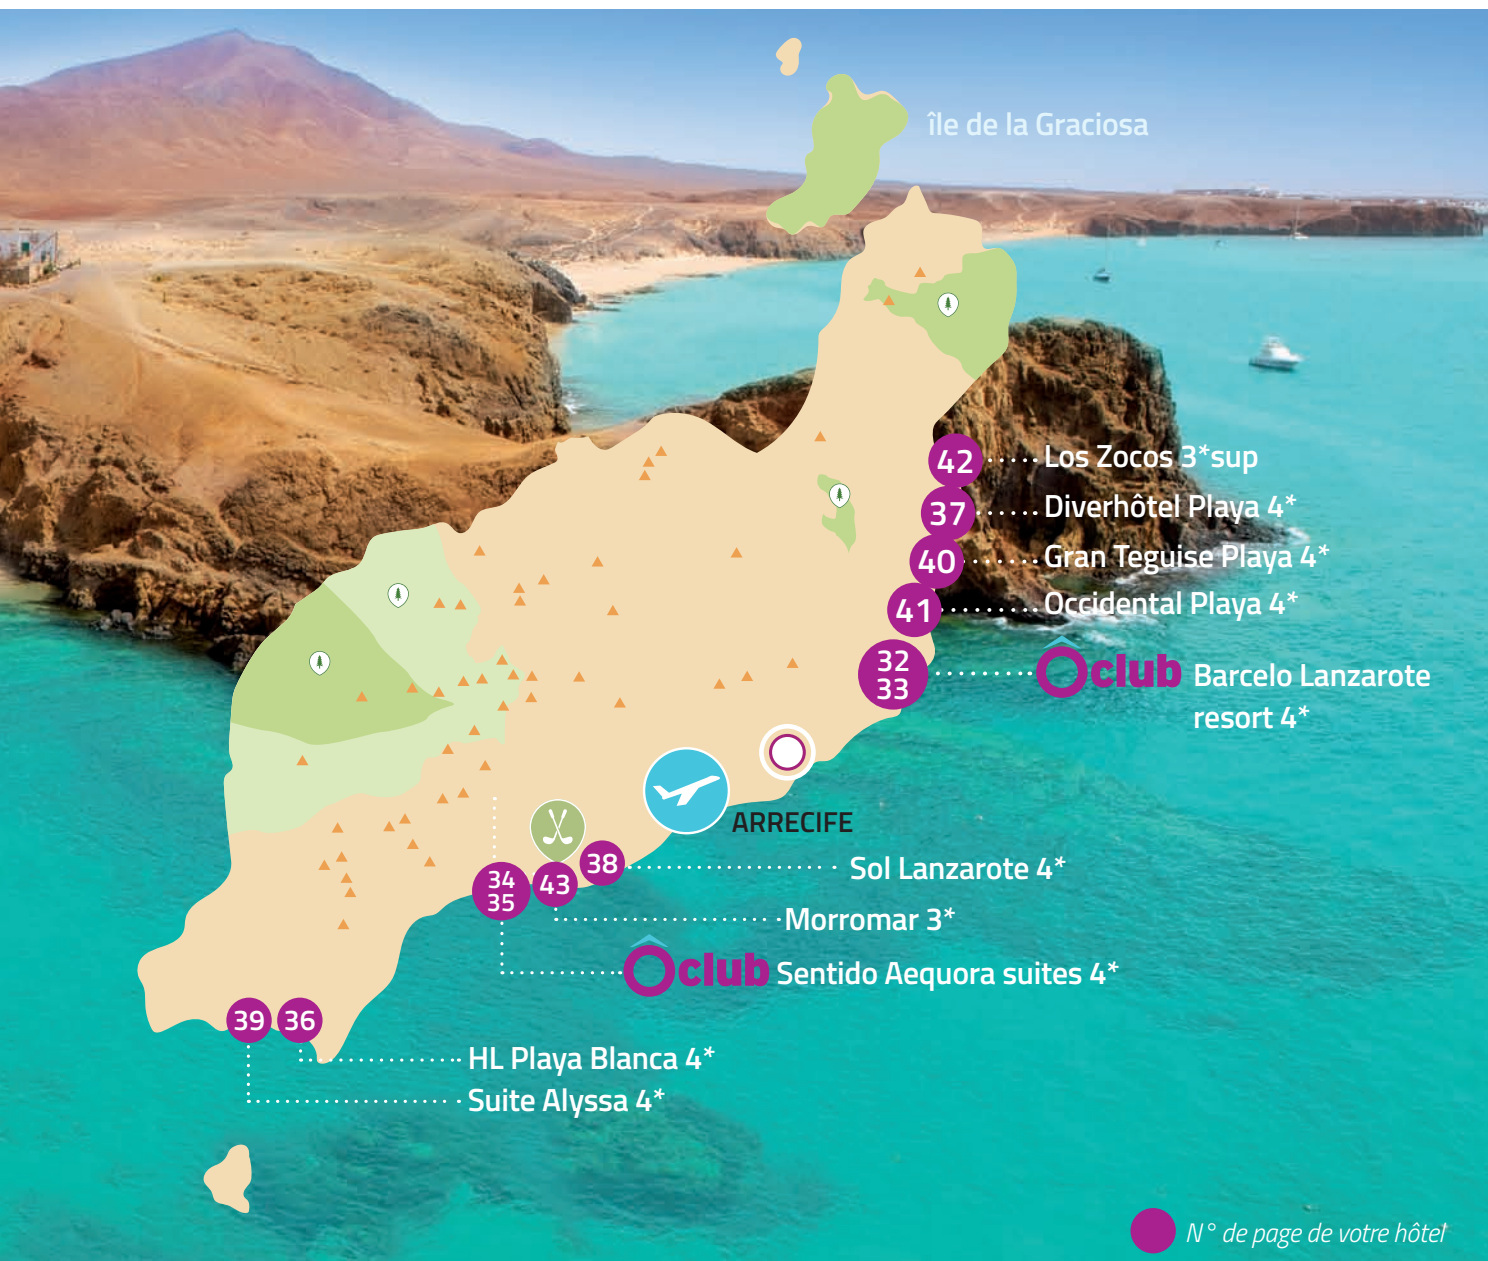 île de la Graciosa
42
Los Zocos 3*sup
37
Diverhôtel Playa 4*
40
Gran Teguise Playa 4*
41
Occidental Playa 4*
32
33
Ôclub
Barcelo Lanzarote
resort 4*
ARRECIFE
38
Sol Lanzarote 4*
43
Morromar 3*
34
35
Ôclub Sentido Aequora suites 4*
39
36
HL Playa Blanca 4*
Suite Alyssa 4*
N° de page de votre hôtel